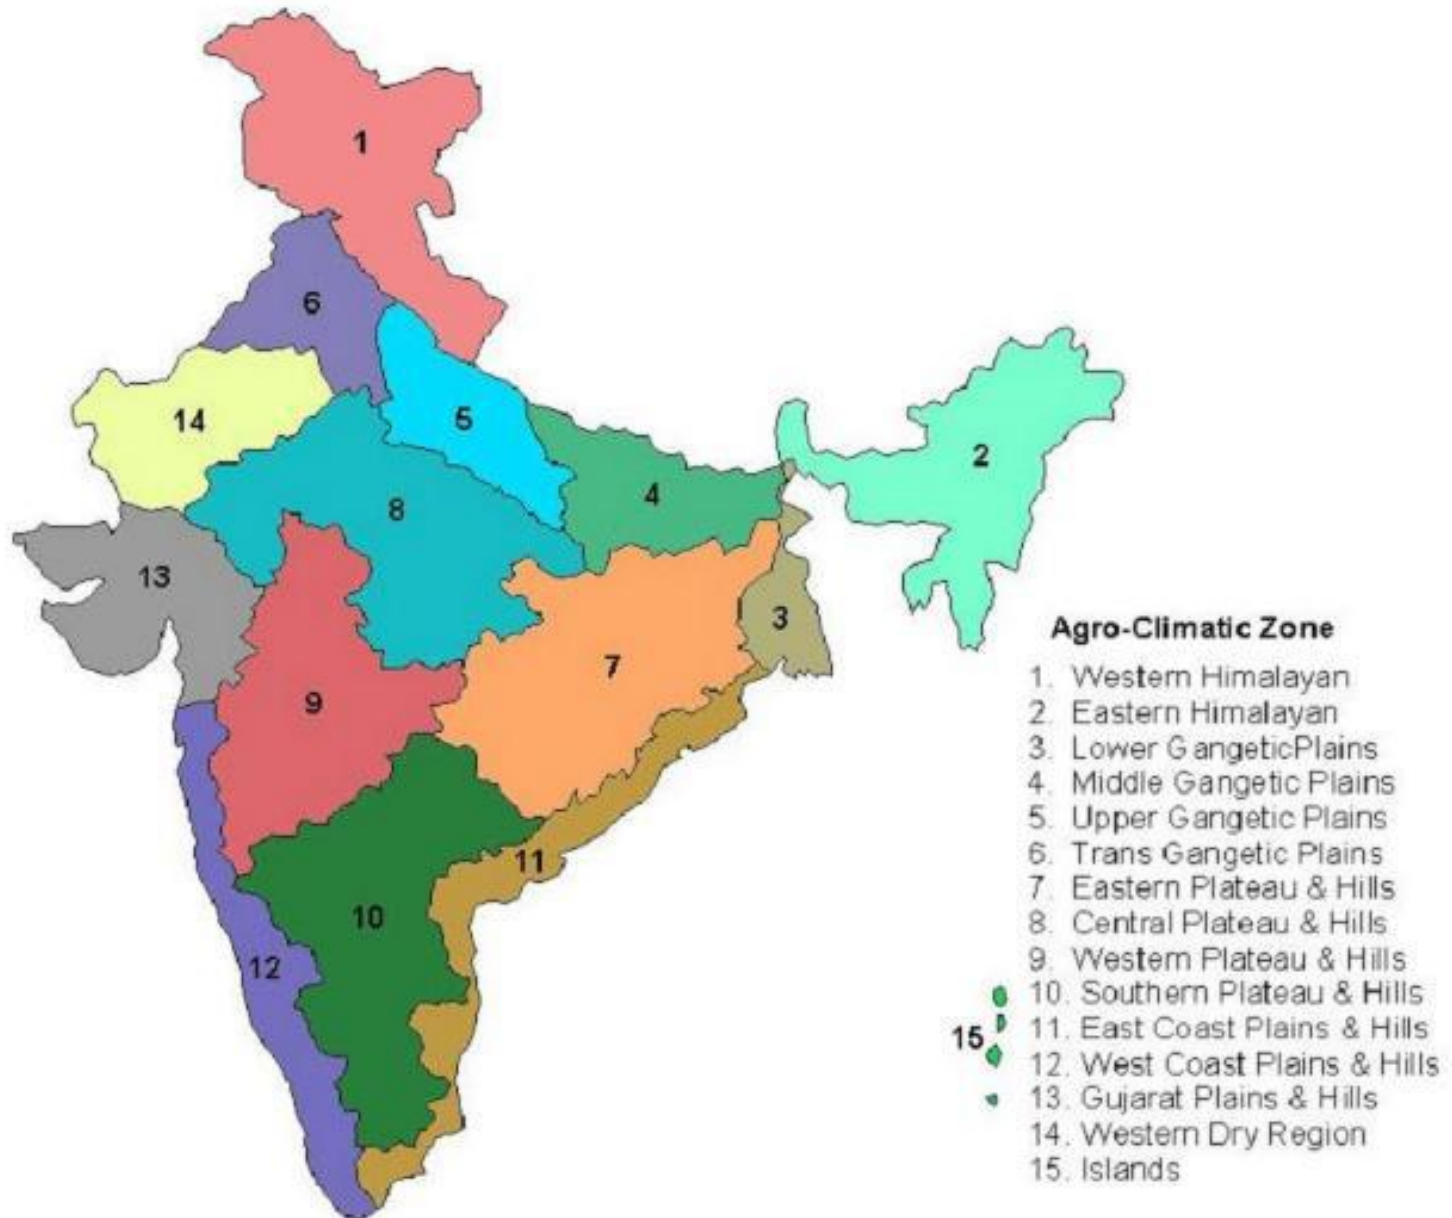 1
6
14
5
2
4
8
13
3
7
9
11
10
12
15
Agro-Climatic Zone
1. Western Himalayan
2. Eastern Himalayan
3. Lower GangeticPlains
4. Middle Gangetic Plains
5. Upper Gangetic Plains
6. Trans Gangetic Plains
7. Eastern Plateau & Hills
8. Central Plateau & Hills
9. Western Plateau & Hills
10. Southern Plateau & Hills
11. East Coast Plains & Hills
12. West Coast Plains & Hills
13. Gujarat Plains & Hills
14. Western Dry Region
15. Islands